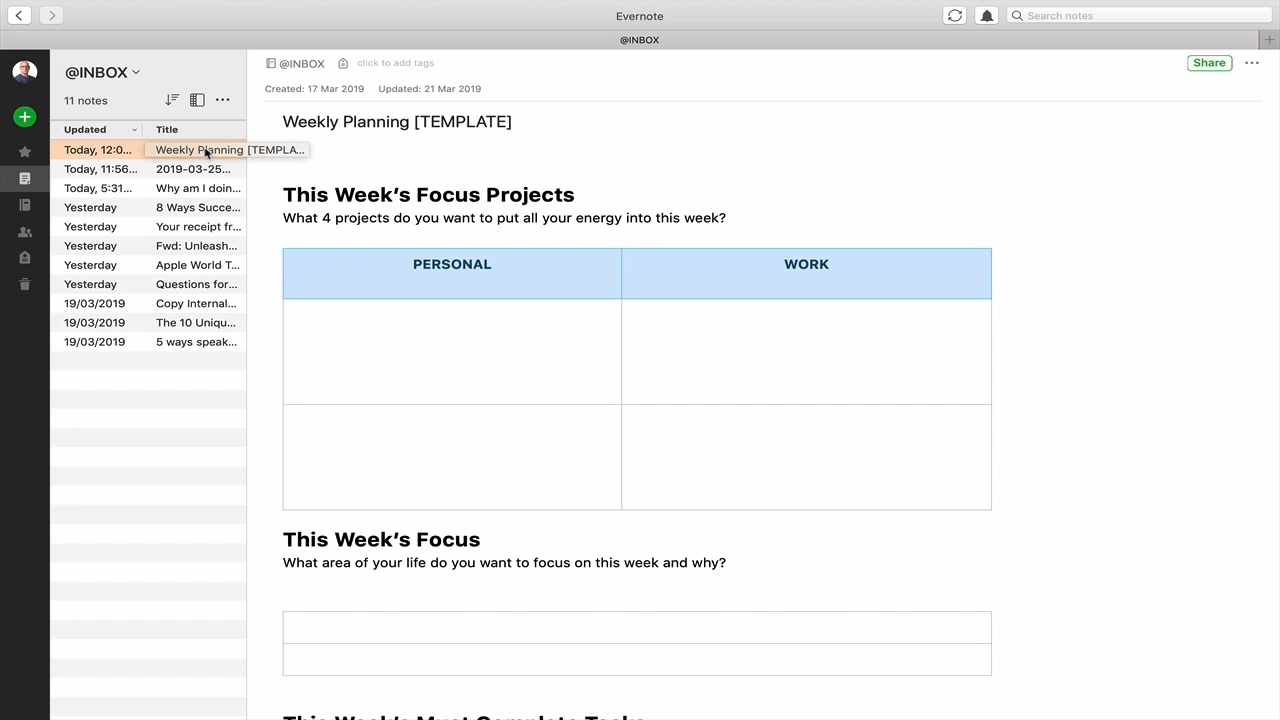 Evernote
Search notes
@INBOX
@INBOX
11 notes
Updated Title
Today, 12:0... Weekly Planning [TEMPLA...
Today, 11:56... 2019-03-25...
Today, 5:31... Why am I doin...
Yesterday 8 Ways Succe...
Yesterday Your receipt fr...
Yesterday Fwd: Unleash...
Yesterday Apple World T...
Yesterday Questions for...
19/03/2019 Copy Internal...
19/03/2019 The 10 Uniqu...
19/03/2019 5 ways speak...
@INBOX click to add tags
Share
Created: 17 Mar 2019 Updated: 21 Mar 2019
Weekly Planning [TEMPLATE]
This Week's Focus Projects
What 4 projects do you want to put all your energy into this week?
PERSONAL WORK
This Week's Focus
What area of your life do you want to focus on this week and why?
This Week's Must Complete Tasks